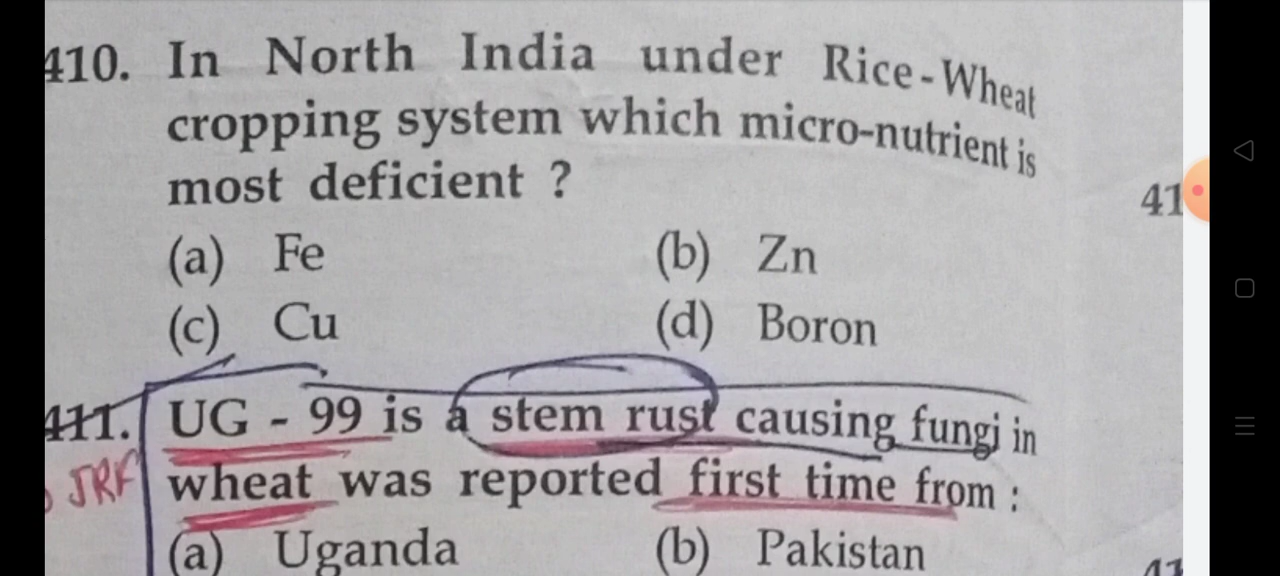 410. In North India under Rice-Wheat
cropping system which micro-nutrient is
most deficient ?
(a) Fe (b) Zn
(c) Cu (d) Boron
41
411. UG - 99 is a stem rust causing fungi in
JRF wheat was reported first time from :
(a) Uganda (b) Pakistan